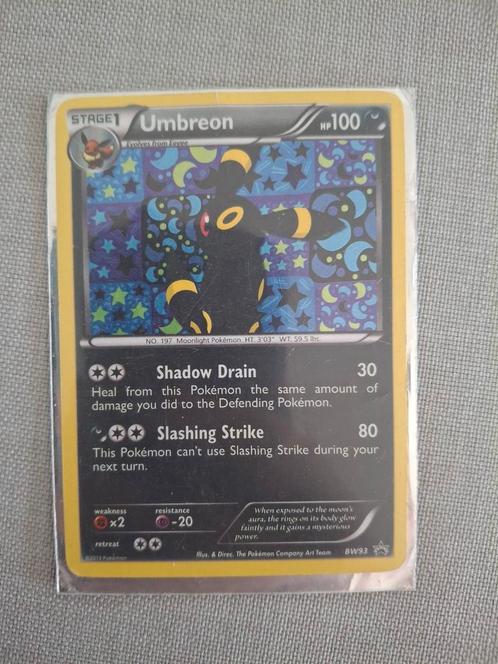 STAGE1 Umbreon HP100
Evolves from Eevee
NO. 197 Moonlight Pokémon. HT. 3'03" WT. 59.5 lbs.
Shadow Drain 30
Heal from this Pokémon the same amount of
damage you did to the Defending Pokémon.
Slashing Strike 80
This Pokémon can't use Slashing Strike during your
next turn.
weakness resistance
×2 -20
retreat
When exposed to the moon's
aura, the rings on its body glow
faintly and it gains a mysterious
power.
Illus. & Direc. The Pokémon Company Art Team BW93
©2013 Pokémon